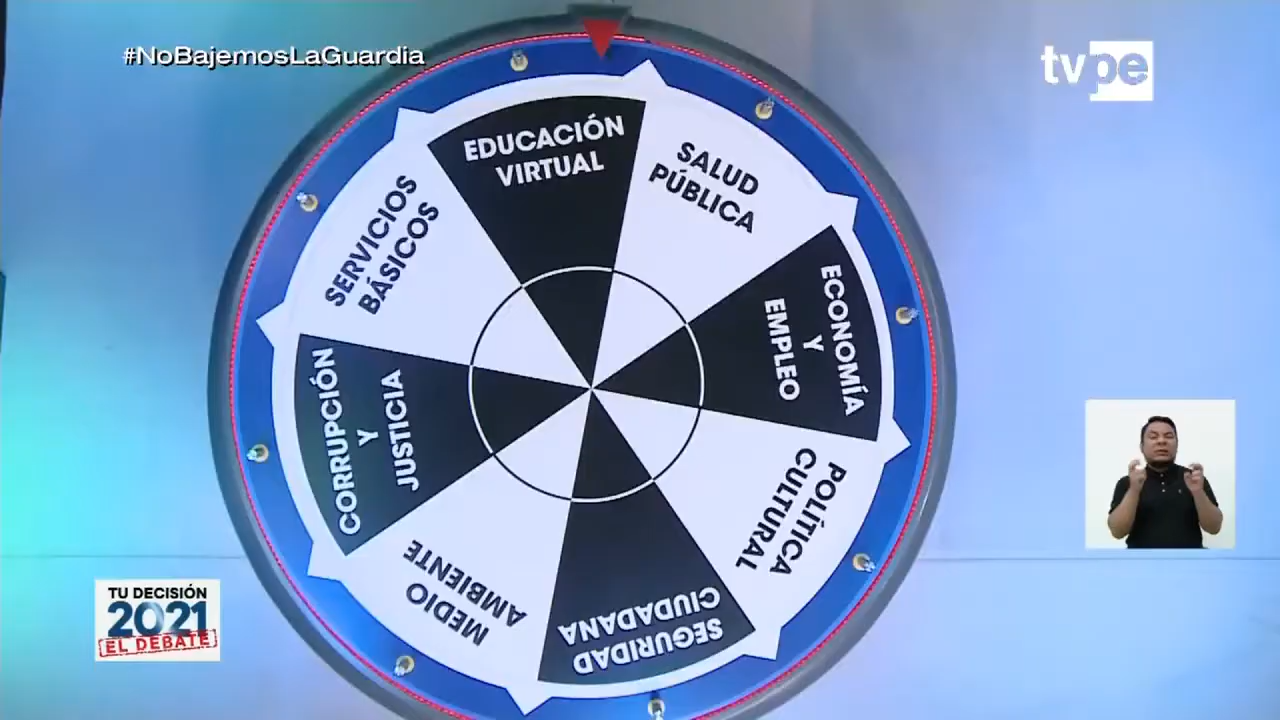 #NoBajemosLaGuardia
tvpe
EDUCACIÓN
VIRTUAL
SALUD
PÚBLICA
ECONOMÍA
Y
EMPLEO
POLÍTICA
CULTURAL
SEGURIDAD
CIUDADANA
MEDIO
AMBIENTE
CORRUPCIÓN
Y
JUSTICIA
SERVICIOS
BÁSICOS
TU DECISIÓN
2021
EL DEBATE